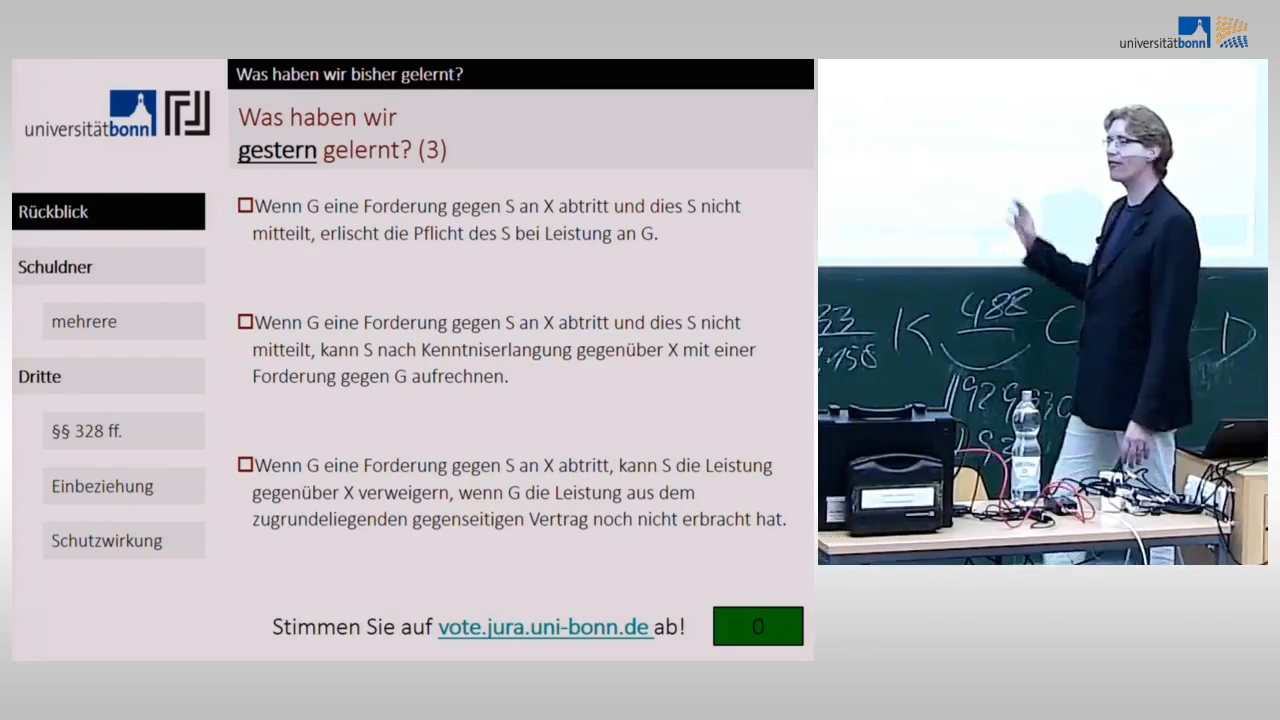 universitätbonn
Was haben wir bisher gelernt?
universitätbonn
Was haben wir
gestern gelernt? (3)
Rückblick
Schuldner
mehrere
Dritte
§§ 328 ff.
Einbeziehung
Schutzwirkung
Wenn G eine Forderung gegen S an X abtritt und dies S nicht
mitteilt, erlischt die Pflicht des S bei Leistung an G.
Wenn G eine Forderung gegen S an X abtritt und dies S nicht
mitteilt, kann S nach Kenntniserlangung gegenüber X mit einer
Forderung gegen G aufrechnen.
Wenn G eine Forderung gegen S an X abtritt, kann S die Leistung
gegenüber X verweigern, wenn G die Leistung aus dem
zugrundeliegenden gegenseitigen Vertrag noch nicht erbracht hat.
Stimmen Sie auf vote.jura.uni-bonn.de ab!
0
K 488 C D